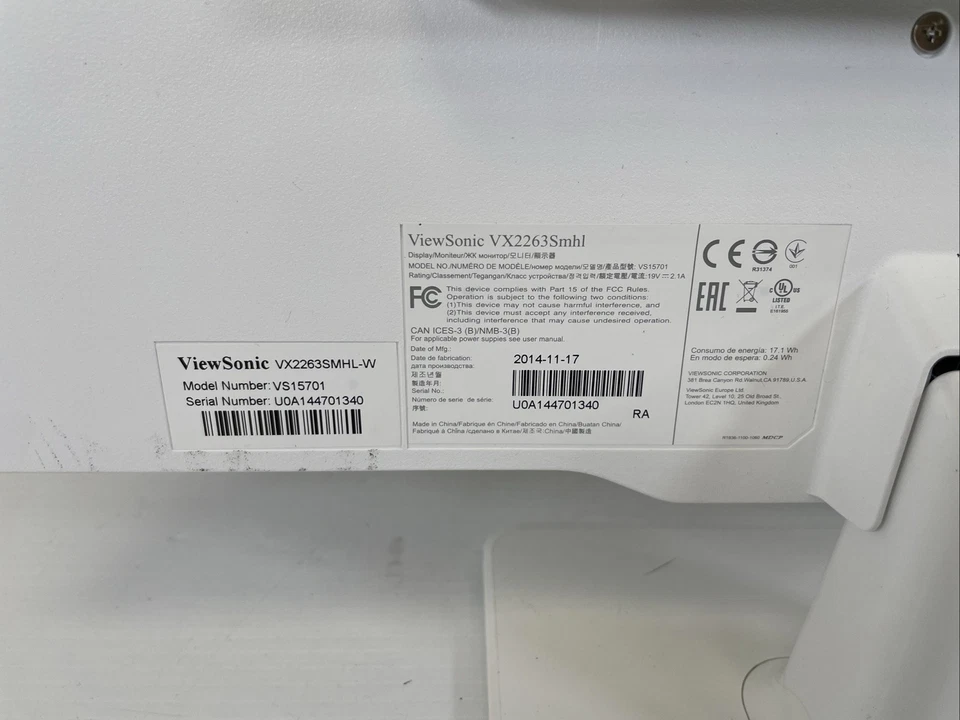 ViewSonic VX2263SMHL-W
Model Number: VS15701
Serial Number: U0A144701340
ViewSonic VX2263Smhl
Display/Moniteur/ЖК монитор/모니터/顯示器
MODEL NO./NUMÉRO DE MODÈLE/номер модели/모델명/產品型號: VS15701
Rating/Classement/Tegangan/Класс устройства/정격입력/額定電壓/電流: 19V⎓2.1A
FC This device complies with Part 15 of the FCC Rules.
Operation is subject to the following two conditions:
(1)This device may not cause harmful interference, and
(2)This device must accept any interference received,
including interference that may cause undesired operation.
CAN ICES-3 (B)/NMB-3(B)
For applicable power suppies see user manual.
Date of Mfg.:
Date de fabrication:
дата производства:
제조년월
製造年月:
2014-11-17
Serial No.:
Número de serie de série:
序號:
U0A144701340
RA
Made in China/Fabriqué en Chine/Fabricado en China/Buatan China/
Fabriqué à Chîna/сделано в Китае/제조국:China/中國製造
CE
R31374
EAC
C UL US
LISTED
I.T.E.
Consumo de energía: 17.1 Wh
En modo de espera: 0.24 Wh
VIEWSONIC CORPORATION
381 Brea Canyon Rd.Walnut,CA.91789.U.S.A.
ViewSonic Europe Ltd.
Tower 42, Level 10, 25 Old Broad St.,
London EC2N 1HQ, United Kingdom
MDCP